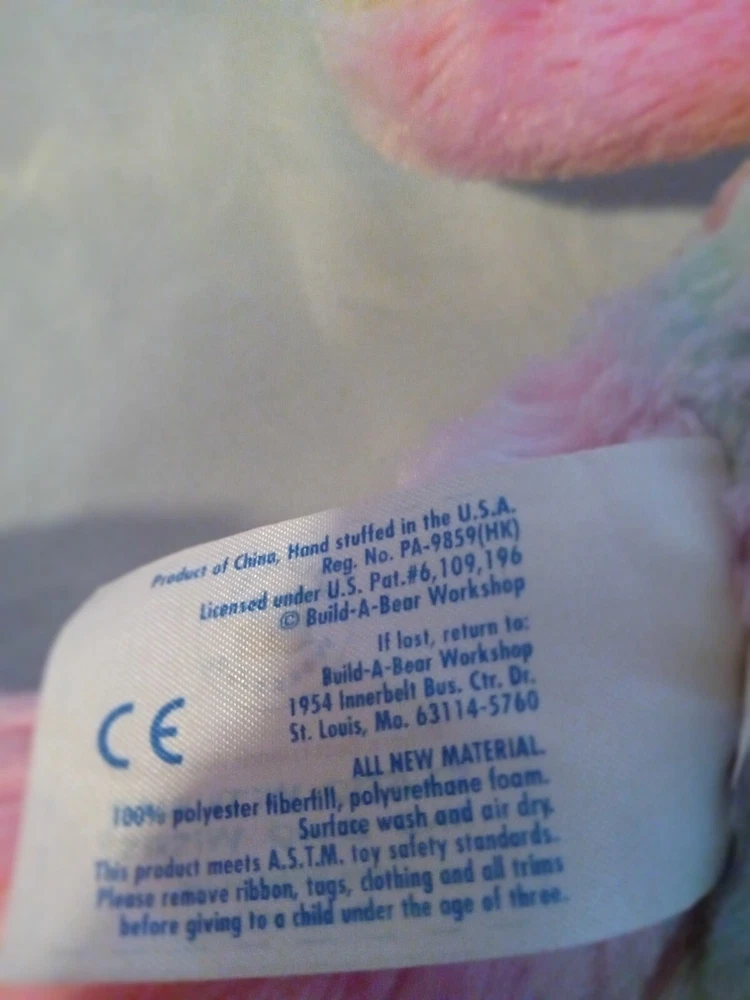 Product of China, Hand stuffed in the U.S.A.
Reg. No. PA-9859(HK)
Licensed under U.S. Pat.#6,109,196
© Build-A-Bear Workshop
If lost, return to:
Build-A-Bear Workshop
1954 Innerbelt Bus. Ctr. Dr.
St. Louis, Mo. 63114-5760
CE
ALL NEW MATERIAL.
100% polyester fiberfill, polyurethane foam.
Surface wash and air dry.
This product meets A.S.T.M. toy safety standards.
Please remove ribbon, tags, clothing and all trims
before giving to a child under the age of three.